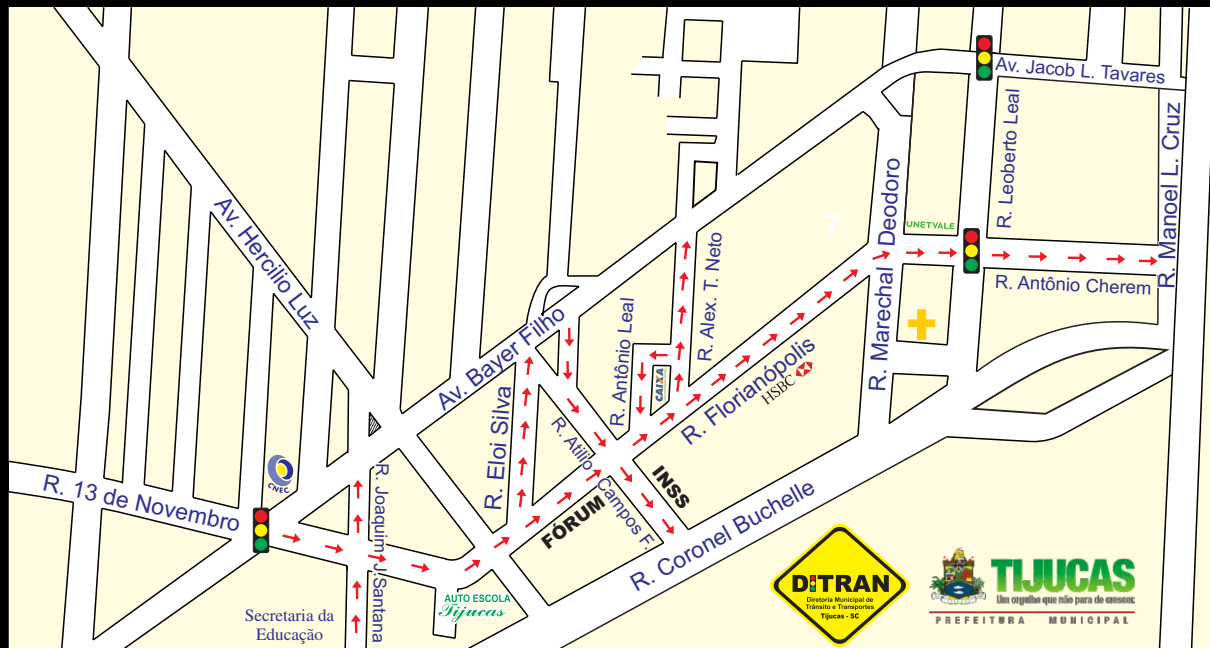 Av. Jacob L. Tavares
R. Leoberto Leal
R. Manoel L. Cruz
R. Marechal Deodoro
UNETVALE
7
R. Antônio Cherem
Av. Hercílio Luz
Av. Bayer Filho
R. Alex. T. Neto
R. Antônio Leal
CAIXA
R. Florianópolis
HSBC
R. Eloi Silva
R. Atilio Campos F.
INSS
FÓRUM
R. Coronel Buchelle
CNEC
R. 13 de Novembro
R. Joaquim J.Santana
AUTO ESCOLA
Tijucas
Secretaria da
Educação
DiTRAN
Diretoria Municipal de
Trânsito e Transportes
Tijucas - SC
TIJUCAS
Um orgulho que não para de crescer.
PREFEITURA MUNICIPAL